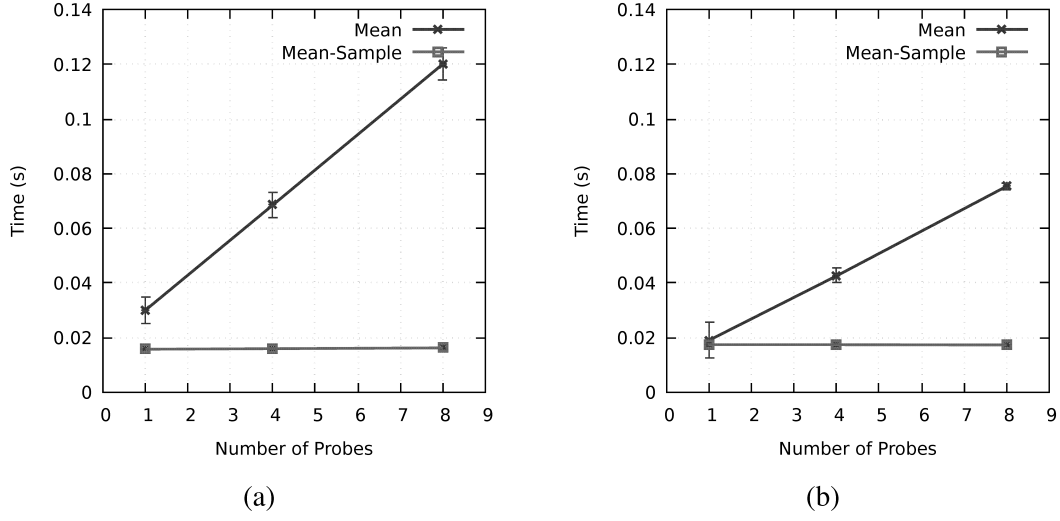 0.14
0.12
0.1
0.08
0.06
0.04
0.02
0
0 1 2 3 4 5 6 7 8 9
Time (s)
Number of Probes
Mean
Mean-Sample
(a)
0.14
0.12
0.1
0.08
0.06
0.04
0.02
0
0 1 2 3 4 5 6 7 8 9
Time (s)
Number of Probes
Mean
Mean-Sample
(b)